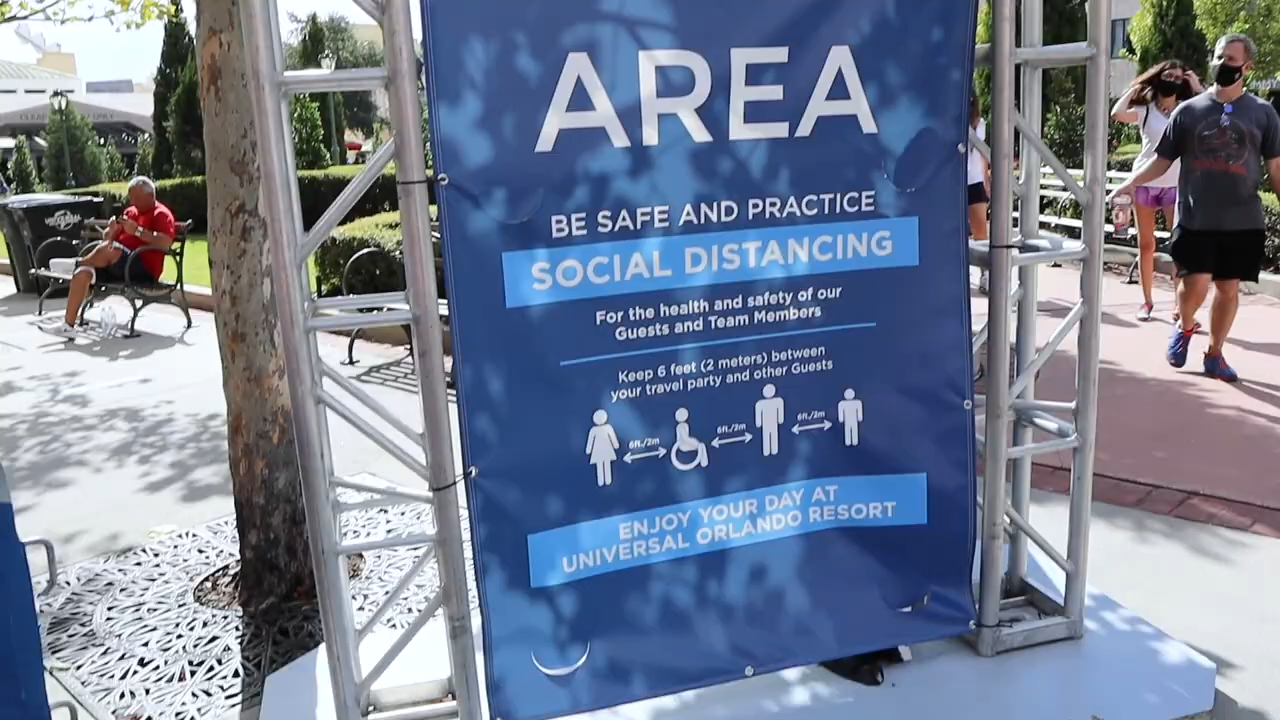 AREA
BE SAFE AND PRACTICE
SOCIAL DISTANCING
For the health and safety of our
Guests and Team Members
Keep 6 feet (2 meters) between
your travel party and other Guests
6ft./2m 6ft./2m 6ft./2m
ENJOY YOUR DAY AT
UNIVERSAL ORLANDO RESORT
UNIVERSAL